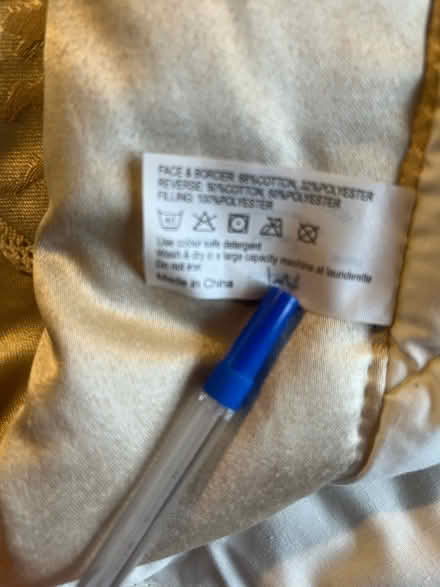 FACE & BORDER: 68%COTTON, 32%POLYESTER
REVERSE: 50%COTTON, 50%POLYESTER
FILLING: 100%POLYESTER
Use colour safe detergent
Wash & dry in a large capacity machine at launderette
Do not iron
Made in China